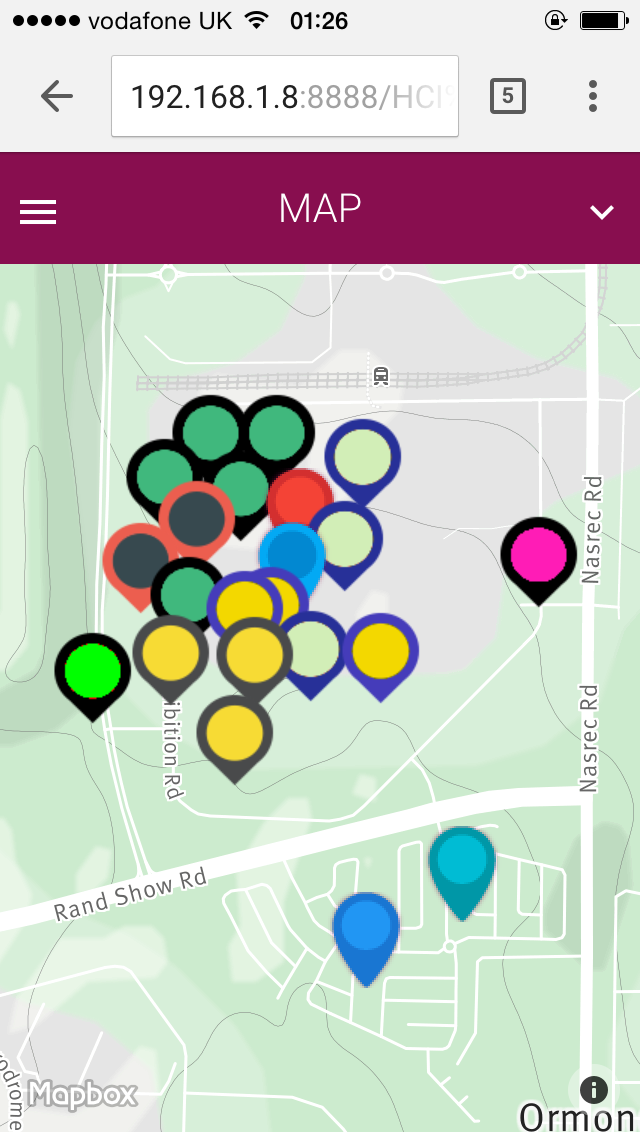 vodafone UK 01:26
192.168.1.8:8888/HCI
5
MAP
Nasrec Rd
Nasrec Rd
ibition Rd
Rand Show Rd
rodrome
Mapbox
Ormon